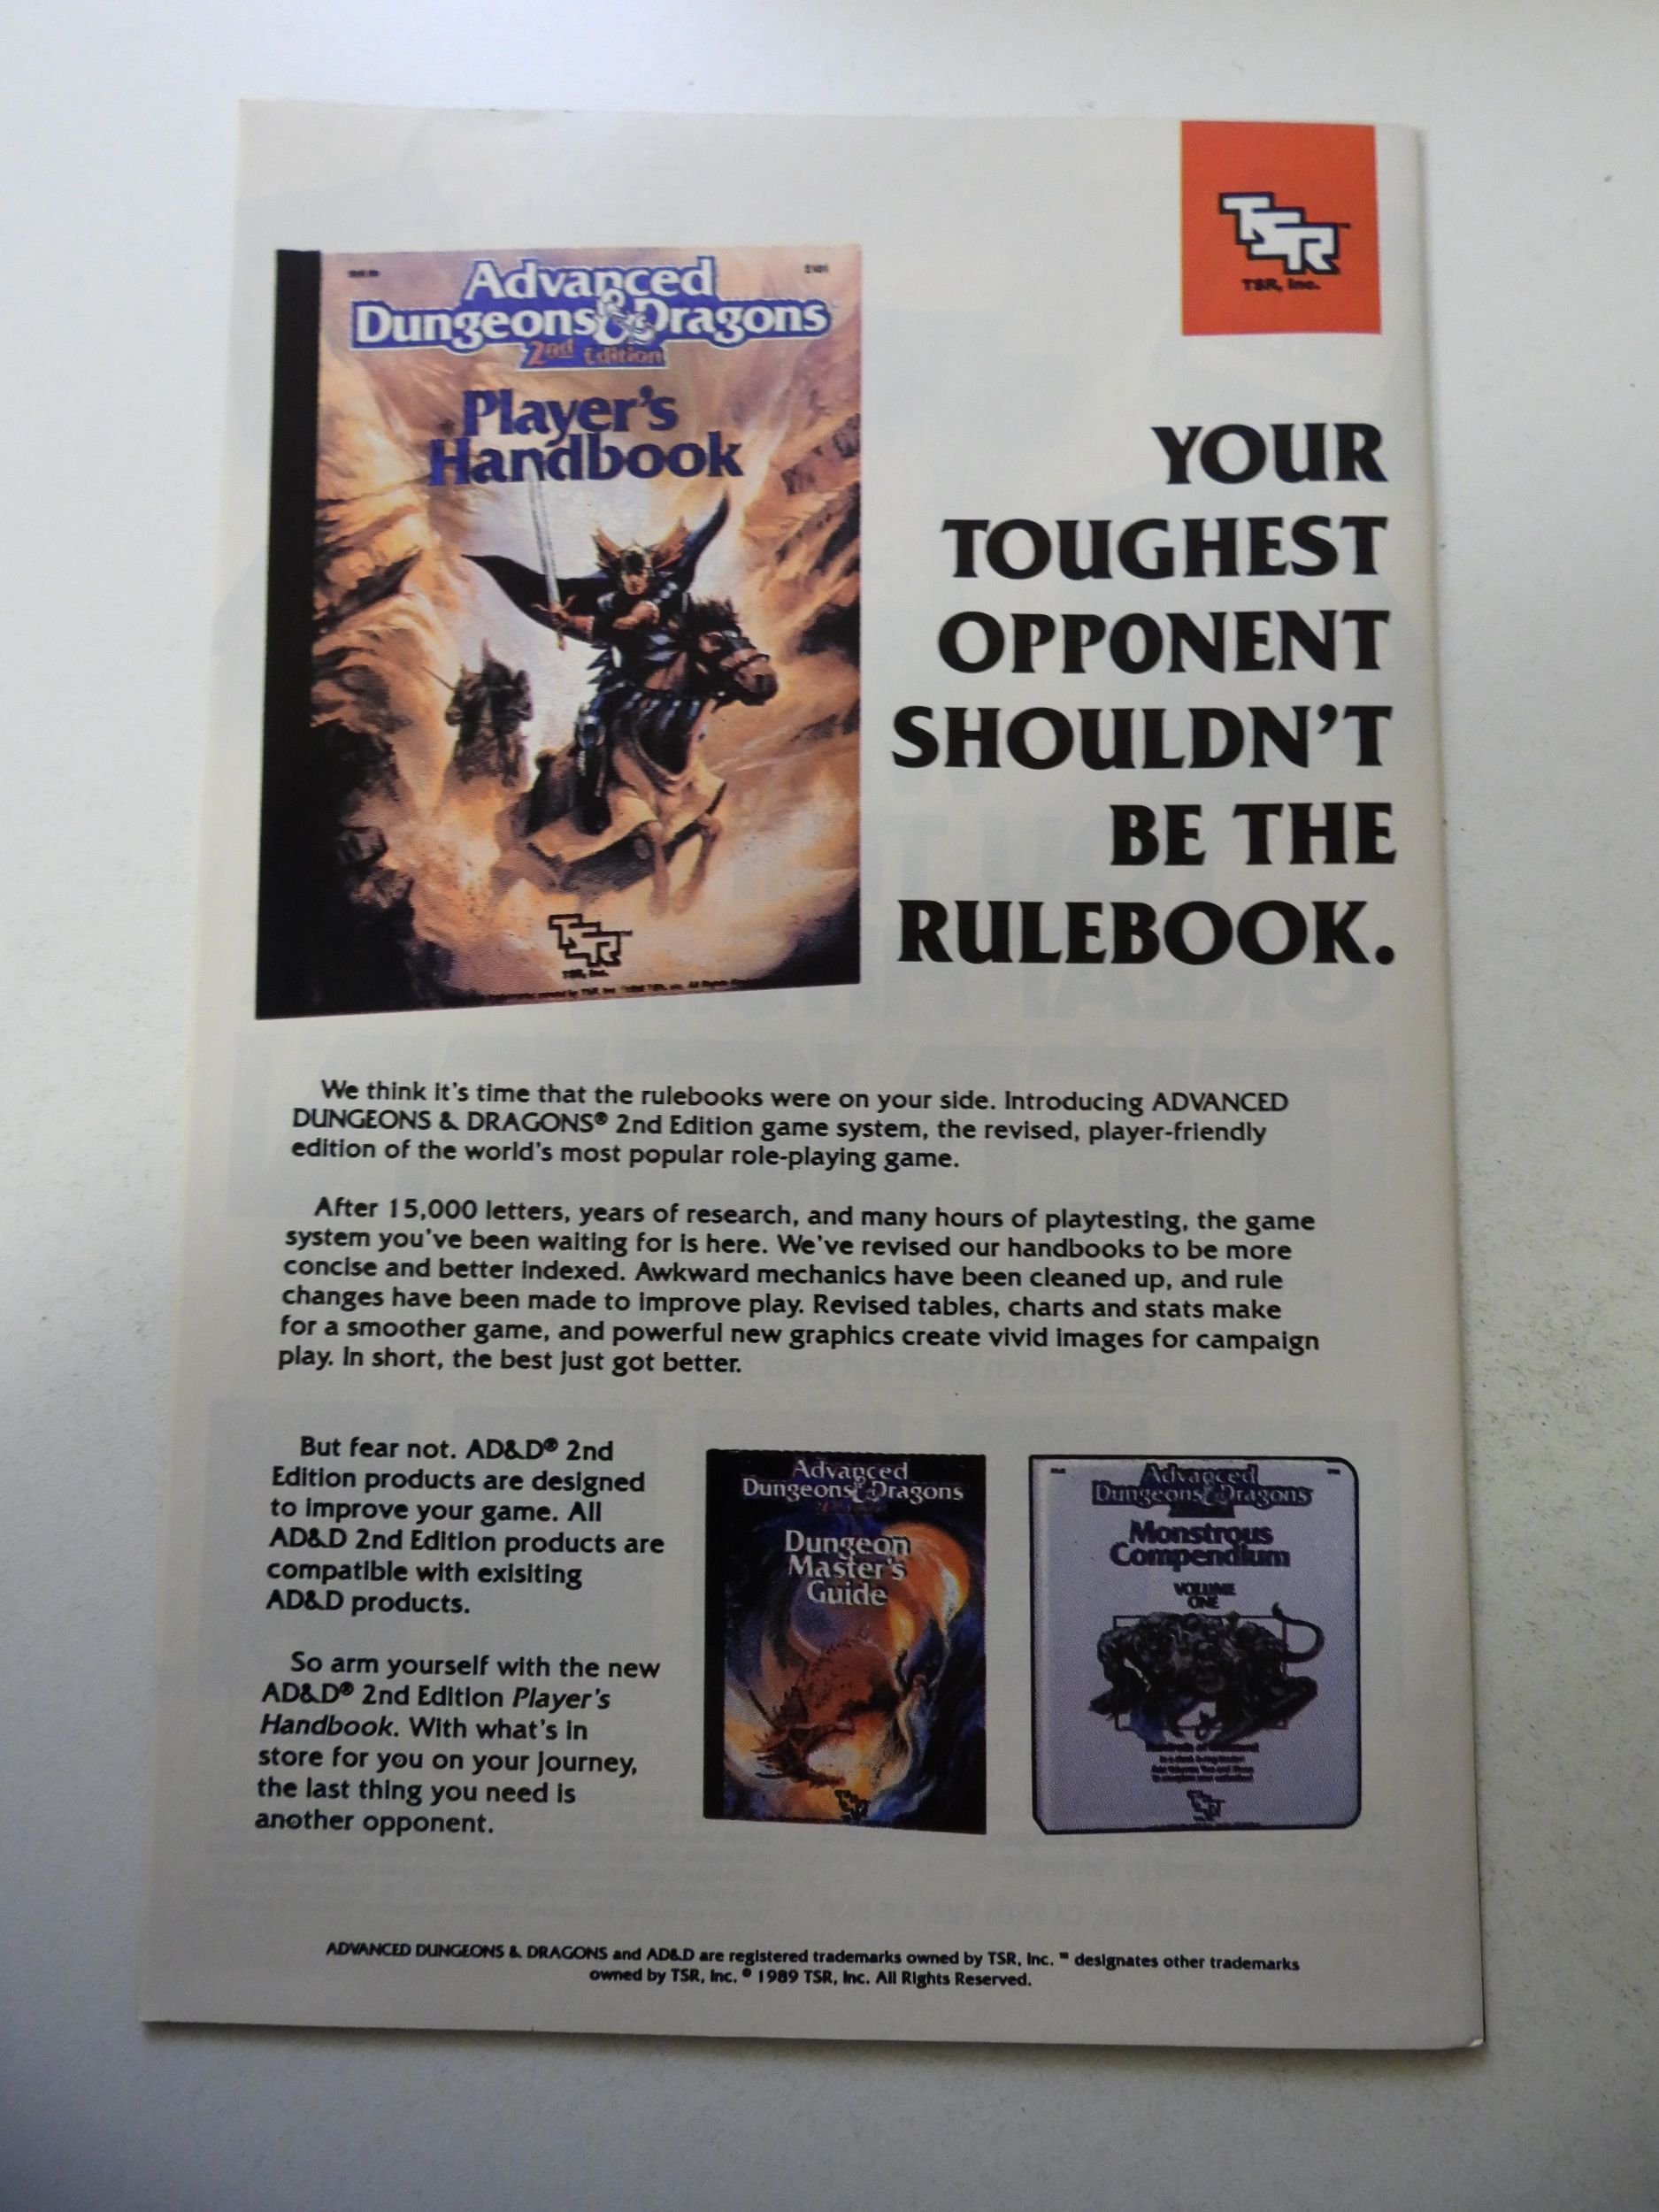 TSR
TSR, Inc.
Advanced
Dungeons & Dragons
2nd Edition
Player's
Handbook
TSR
TSR, Inc.
YOUR
TOUGHEST
OPPONENT
SHOULDN'T
BE THE
RULEBOOK.
We think it's time that the rulebooks were on your side. Introducing ADVANCED
DUNGEONS & DRAGONS® 2nd Edition game system, the revised, player-friendly
edition of the world's most popular role-playing game.
After 15,000 letters, years of research, and many hours of playtesting, the game
system you've been waiting for is here. We've revised our handbooks to be more
concise and better indexed. Awkward mechanics have been cleaned up, and rule
changes have been made to improve play. Revised tables, charts and stats make
for a smoother game, and powerful new graphics create vivid images for campaign
play. In short, the best just got better.
But fear not. AD&D® 2nd
Edition products are designed
to improve your game. All
AD&D 2nd Edition products are
compatible with exisiting
AD&D products.
So arm yourself with the new
AD&D® 2nd Edition Player's
Handbook. With what's in
store for you on your journey,
the last thing you need is
another opponent.
Advanced
Dungeons & Dragons
Dungeon
Master's
Guide
Advanced
Dungeons & Dragons
Monstrous
Compendium
VOLUME
ONE
ADVANCED DUNGEONS & DRAGONS and AD&D are registered trademarks owned by TSR, Inc. ™ designates other trademarks
owned by TSR, Inc. © 1989 TSR, Inc. All Rights Reserved.